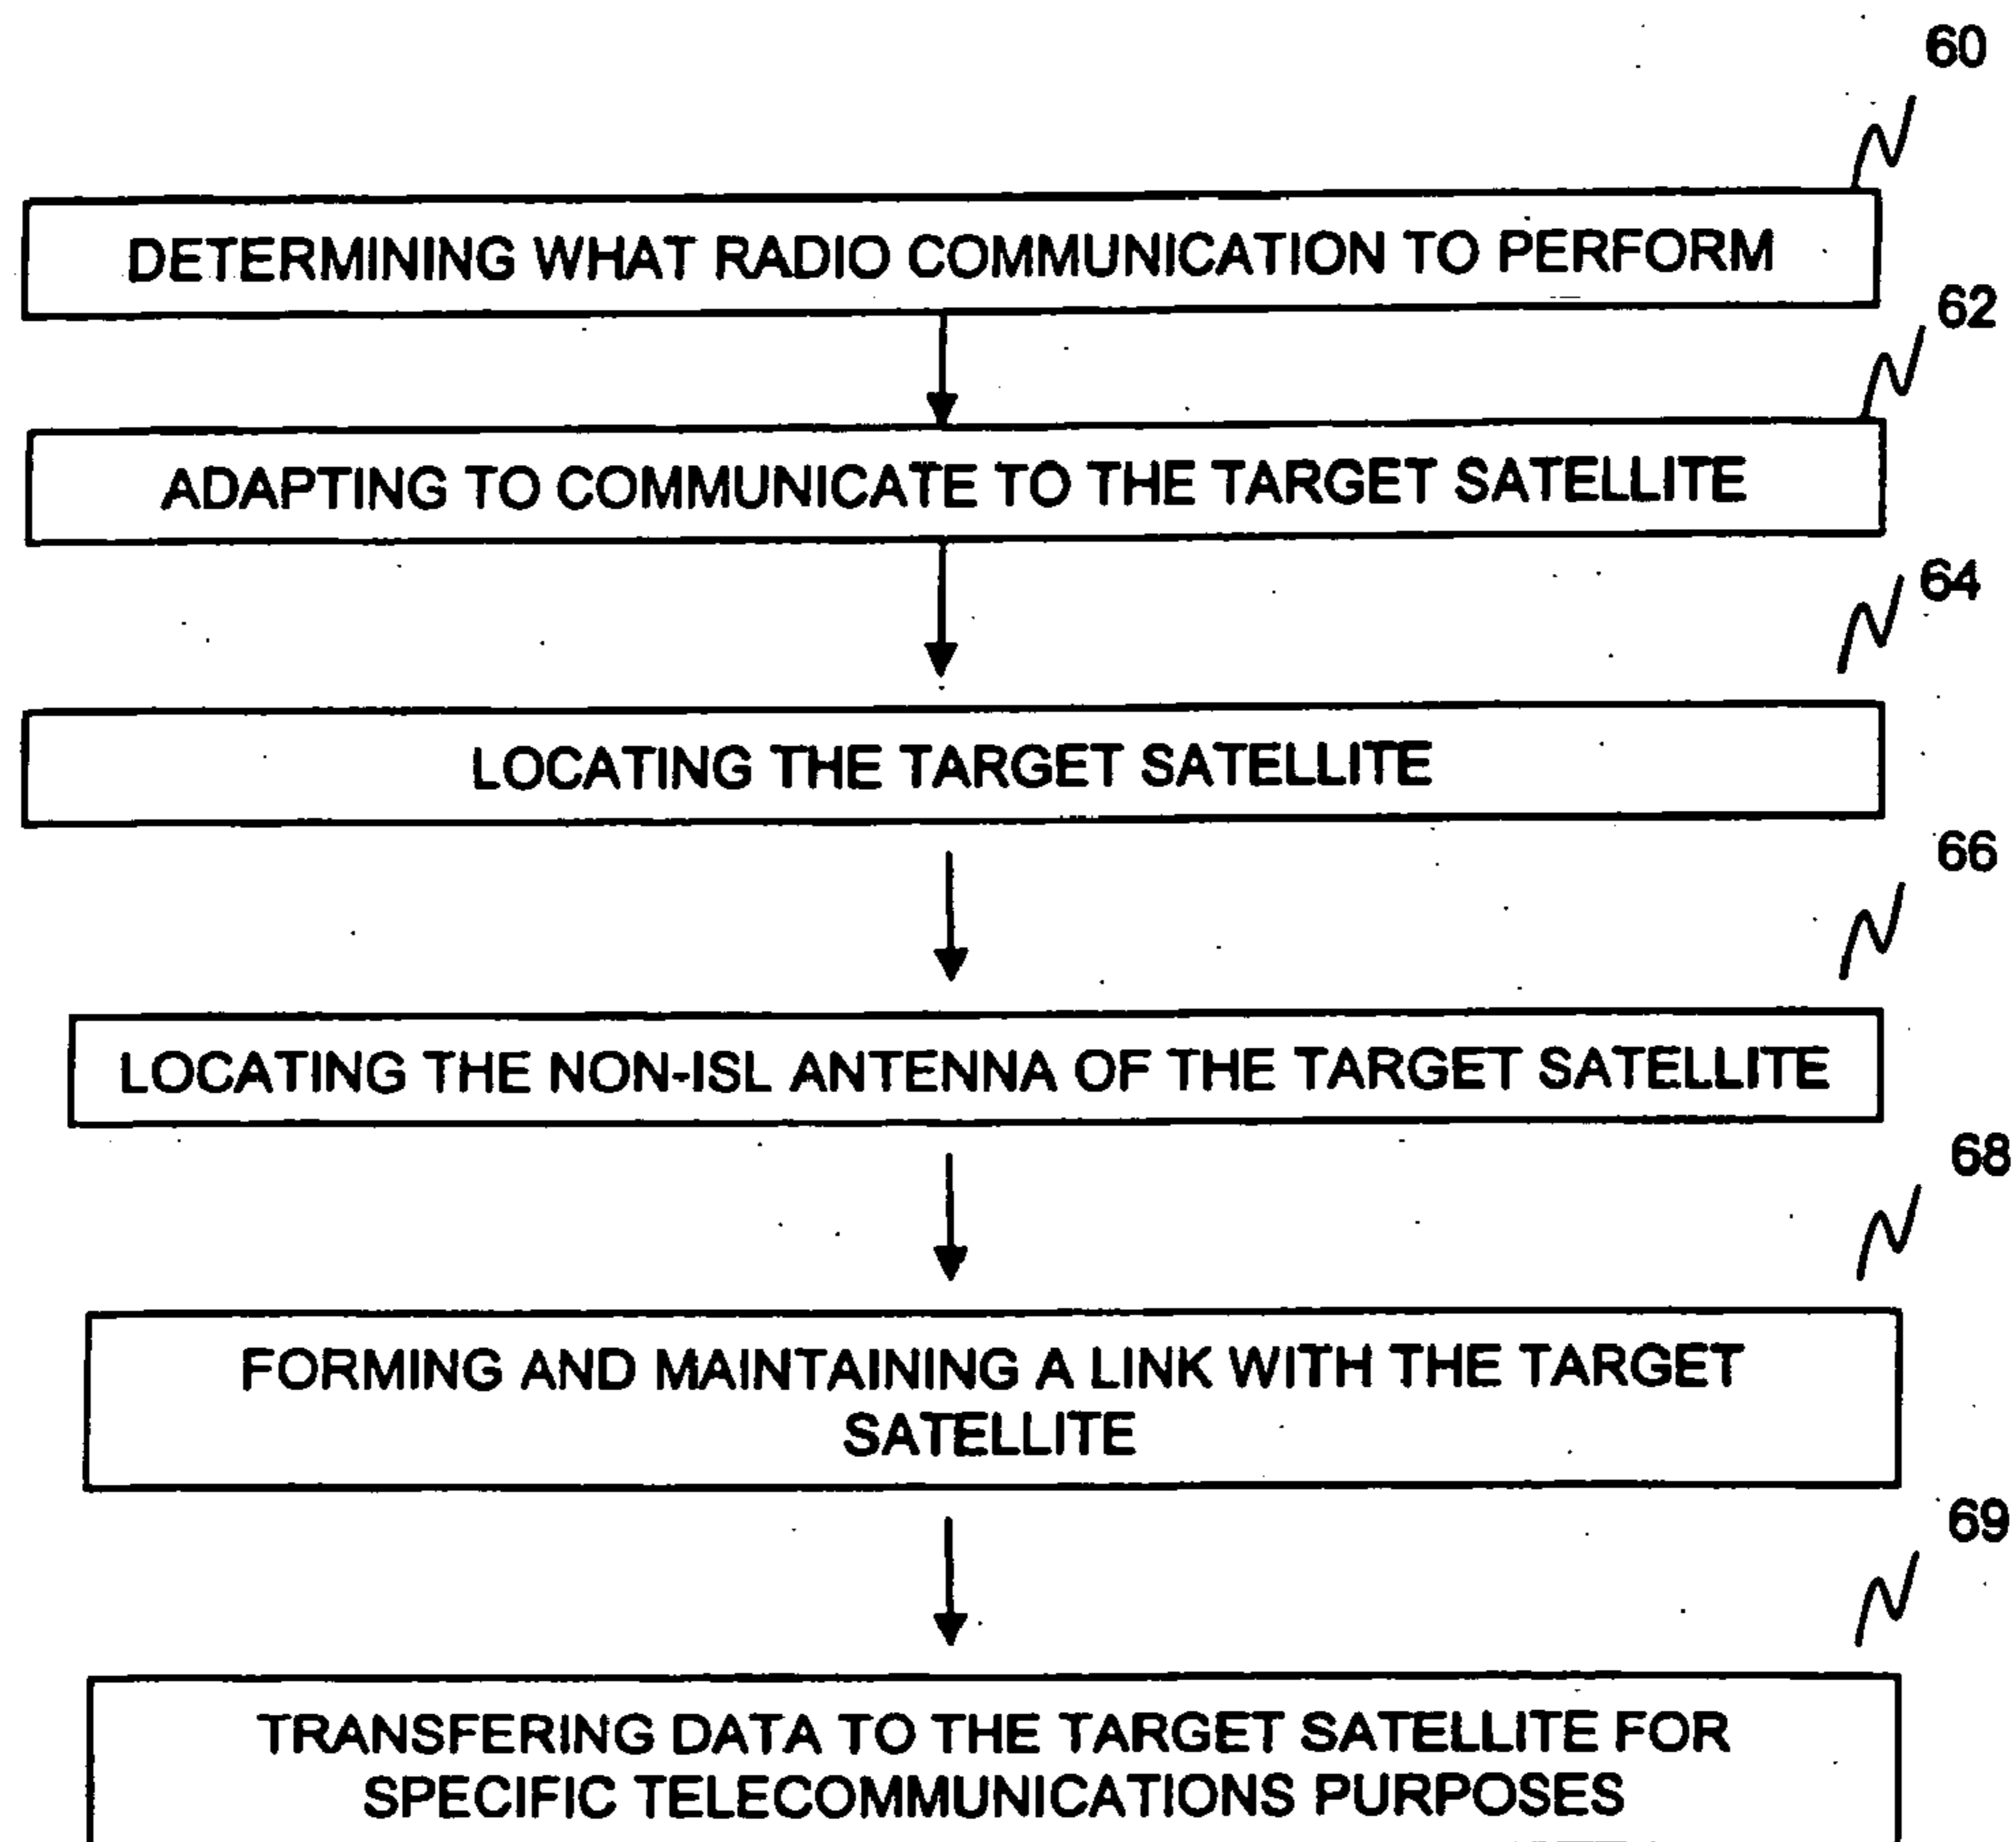 60
DETERMINING WHAT RADIO COMMUNICATION TO PERFORM
62
ADAPTING TO COMMUNICATE TO THE TARGET SATELLITE
64
LOCATING THE TARGET SATELLITE
66
LOCATING THE NON-ISL ANTENNA OF THE TARGET SATELLITE
68
FORMING AND MAINTAINING A LINK WITH THE TARGET
SATELLITE
69
TRANSFERING DATA TO THE TARGET SATELLITE FOR
SPECIFIC TELECOMMUNICATIONS PURPOSES